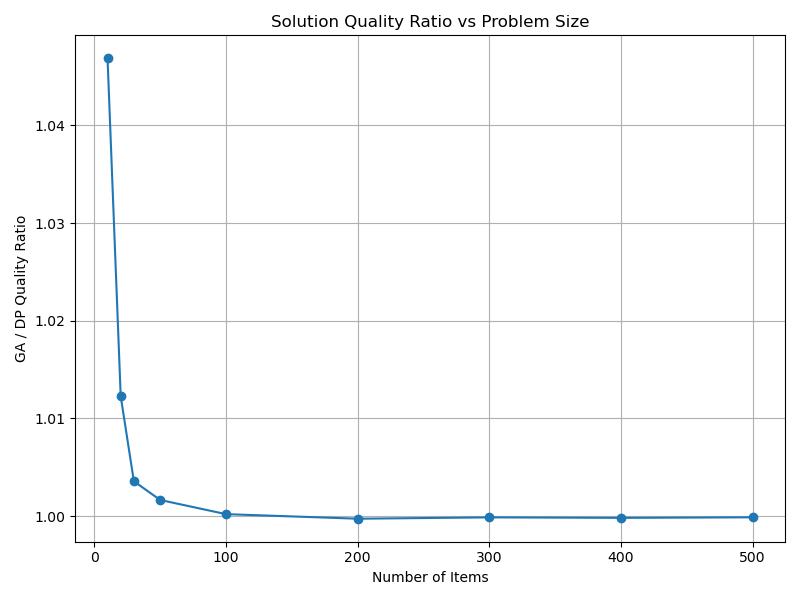 Solution Quality Ratio vs Problem Size
GA / DP Quality Ratio
1.04
1.03
1.02
1.01
1.00
0 100 200 300 400 500
Number of Items